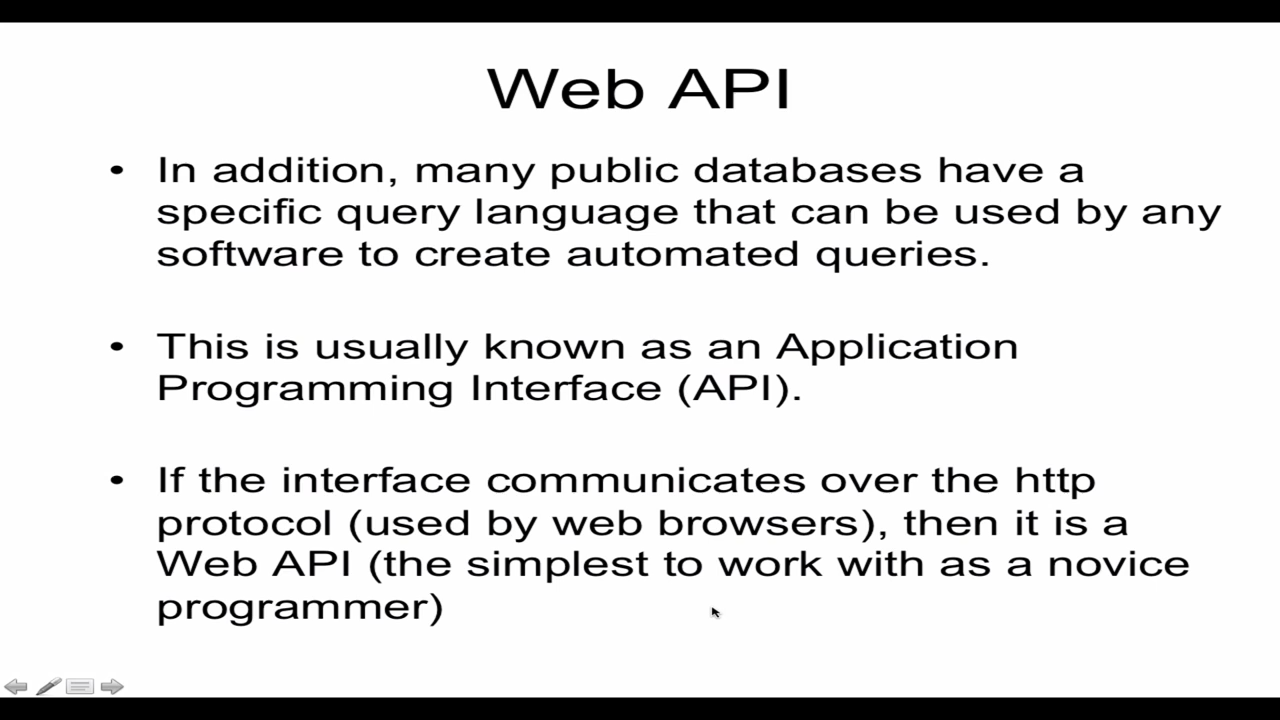 Web API
• In addition, many public databases have a
specific query language that can be used by any
software to create automated queries.
• This is usually known as an Application
Programming Interface (API).
• If the interface communicates over the http
protocol (used by web browsers), then it is a
Web API (the simplest to work with as a novice
programmer)